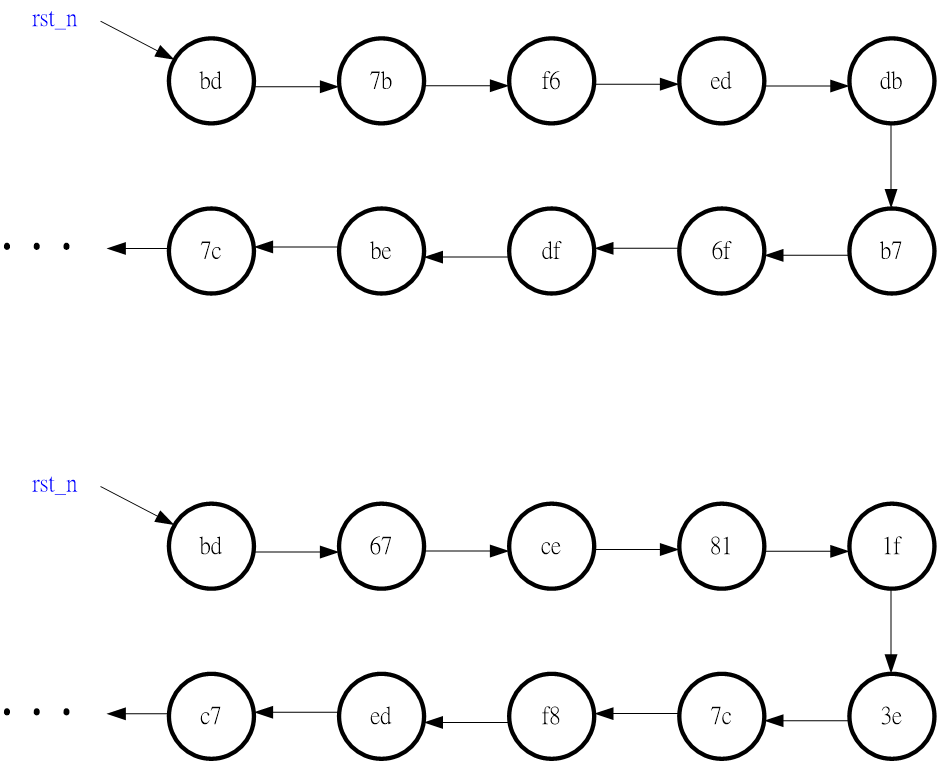 rst_n
bd 7b f6 ed db
. . . 7c be df 6f b7
rst_n
bd 67 ce 81 1f
. . . c7 ed f8 7c 3e